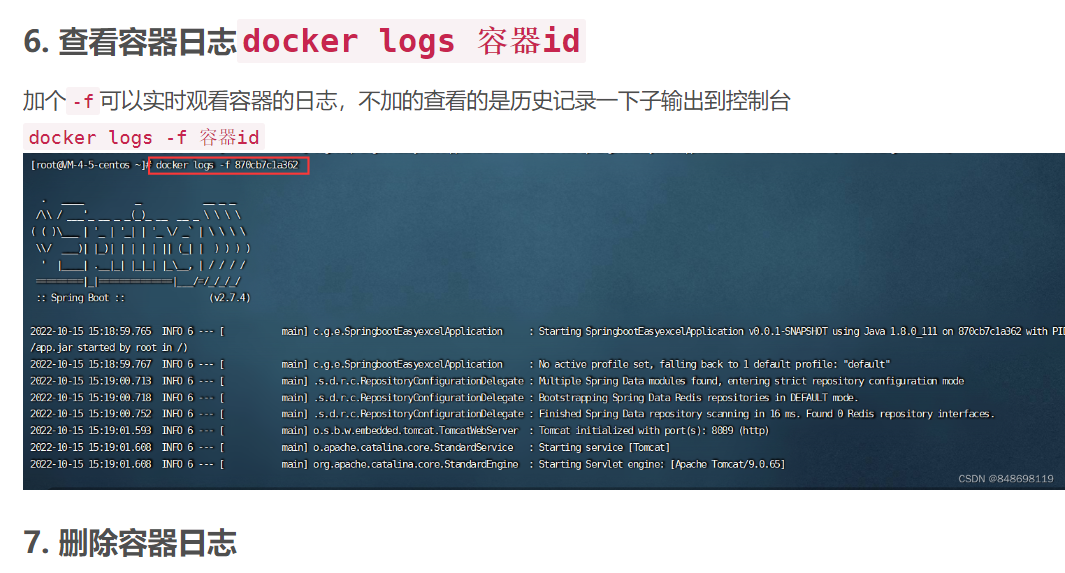 6. 查看容器日志docker logs 容器id
加个 -f 可以实时观看容器的日志，不加的查看的是历史记录一下子输出到控制台
docker logs -f 容器id
[root@VM-4-5-centos ~]# docker logs -f 870cb7c1a362
:: Spring Boot ::                (v2.7.4)
2022-10-15 15:18:59.765  INFO 6 --- [           main] c.g.e.SpringbootEasyexcelApplication     : Starting SpringbootEasyexcelApplication v0.0.1-SNAPSHOT using Java 1.8.0_111 on 870cb7c1a362 with PID
/app.jar started by root in /)
2022-10-15 15:18:59.767  INFO 6 --- [           main] c.g.e.SpringbootEasyexcelApplication     : No active profile set, falling back to 1 default profile: "default"
2022-10-15 15:19:00.713  INFO 6 --- [           main] .s.d.r.c.RepositoryConfigurationDelegate : Multiple Spring Data modules found, entering strict repository configuration mode
2022-10-15 15:19:00.718  INFO 6 --- [           main] .s.d.r.c.RepositoryConfigurationDelegate : Bootstrapping Spring Data Redis repositories in DEFAULT mode.
2022-10-15 15:19:00.752  INFO 6 --- [           main] .s.d.r.c.RepositoryConfigurationDelegate : Finished Spring Data repository scanning in 16 ms. Found 0 Redis repository interfaces.
2022-10-15 15:19:01.593  INFO 6 --- [           main] o.s.b.w.embedded.tomcat.TomcatWebServer  : Tomcat initialized with port(s): 8089 (http)
2022-10-15 15:19:01.608  INFO 6 --- [           main] o.apache.catalina.core.StandardService   : Starting service [Tomcat]
2022-10-15 15:19:01.608  INFO 6 --- [           main] org.apache.catalina.core.StandardEngine  : Starting Servlet engine: [Apache Tomcat/9.0.65]
CSDN @848698119
7. 删除容器日志